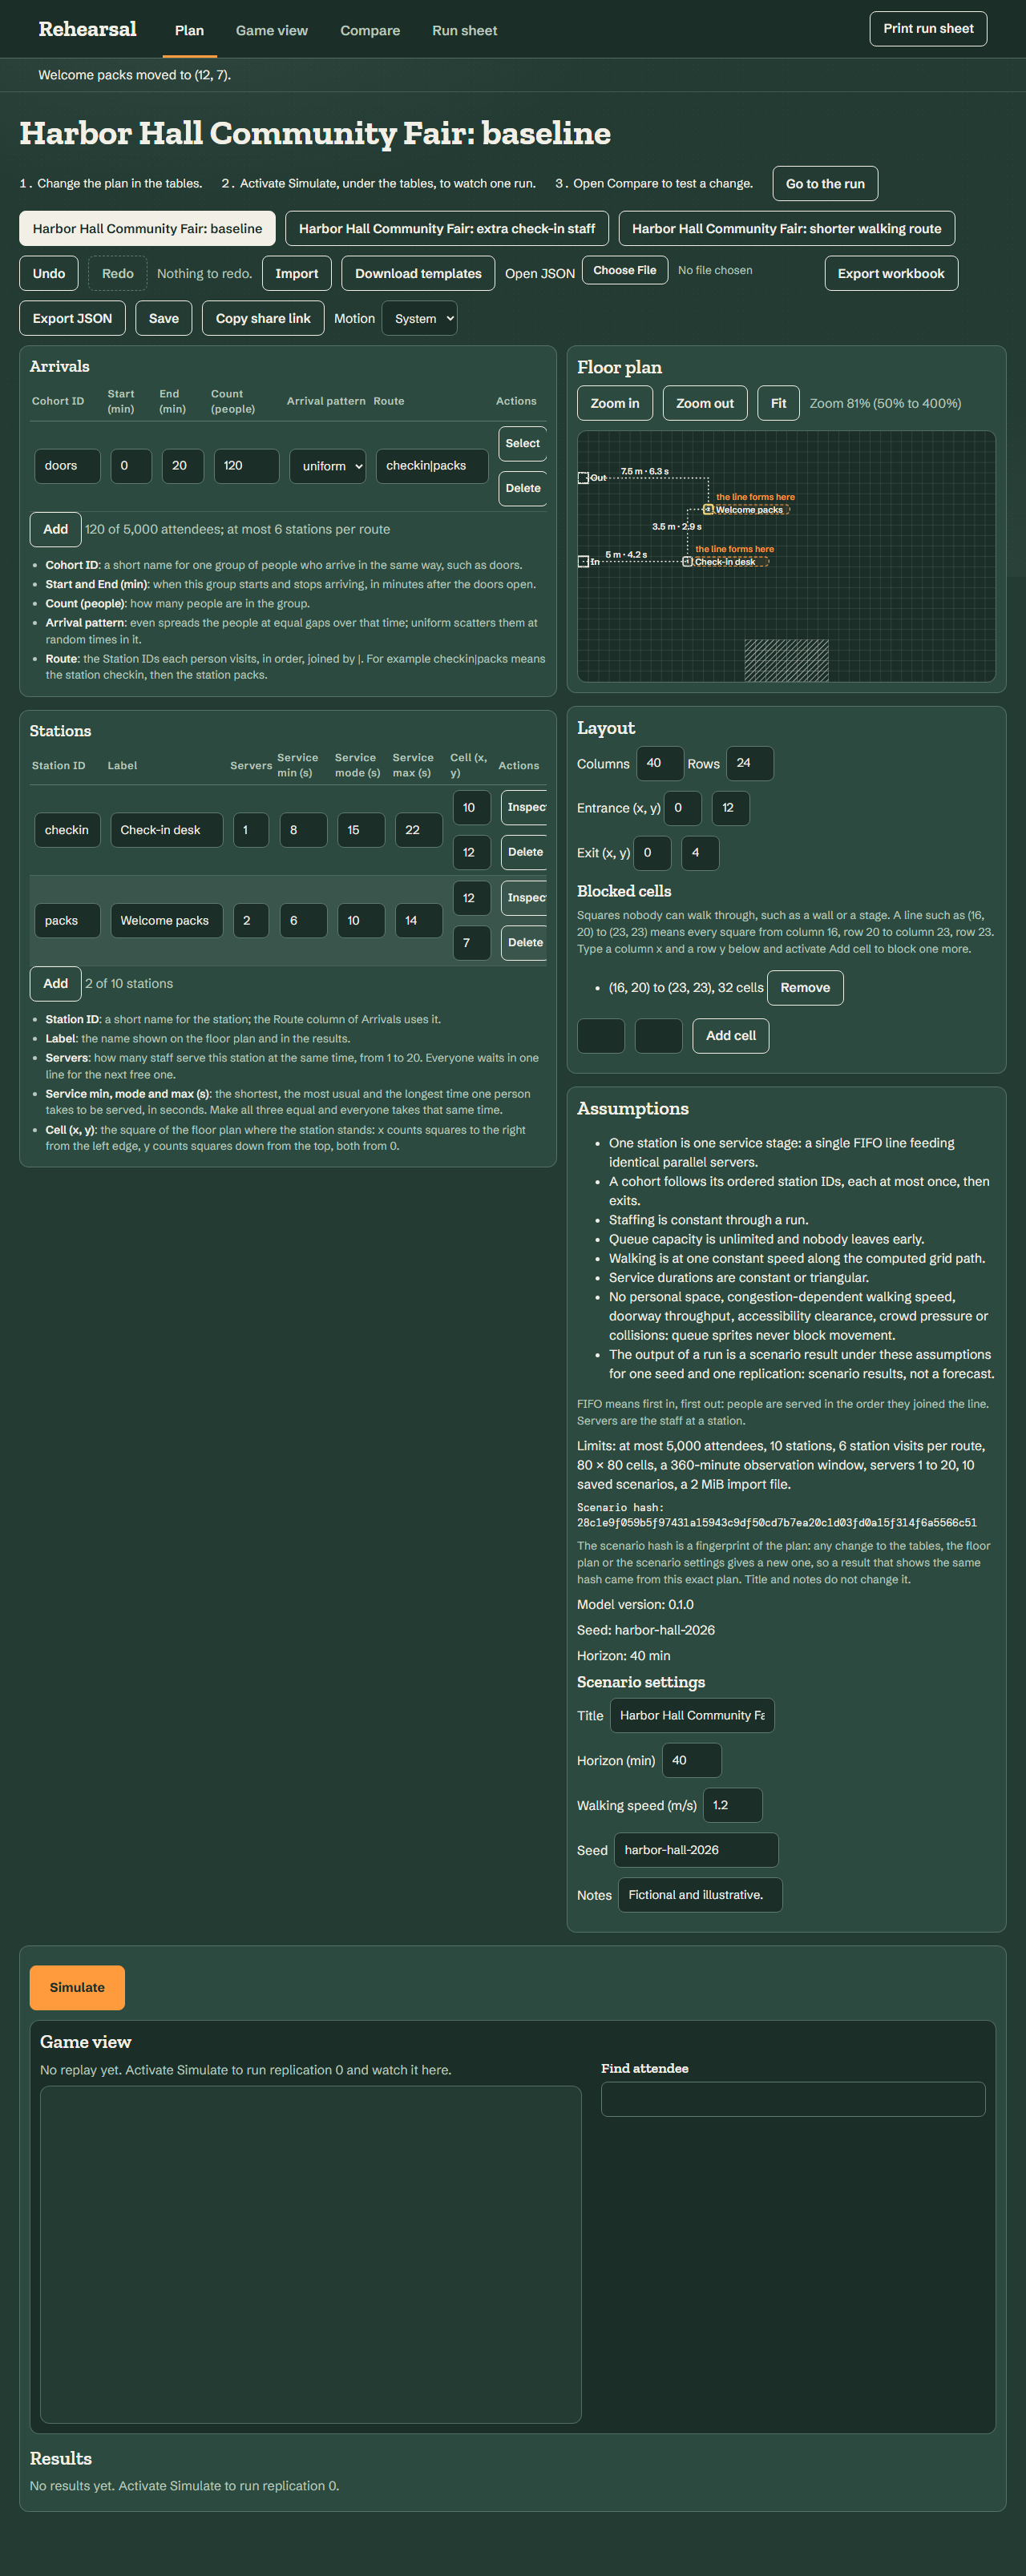 Rehearsal Plan Game view Compare Run sheet Print run sheet
Welcome packs moved to (12, 7).
Harbor Hall Community Fair: baseline
1. Change the plan in the tables. 2. Activate Simulate, under the tables, to watch one run. 3. Open Compare to test a change. Go to the run
Harbor Hall Community Fair: baseline Harbor Hall Community Fair: extra check-in staff Harbor Hall Community Fair: shorter walking route
Undo Redo Nothing to redo. Import Download templates Open JSON Choose File No file chosen Export workbook
Export JSON Save Copy share link Motion System
Arrivals
Cohort ID Start (min) End (min) Count (people) Arrival pattern Route Actions
doors 0 20 120 uniform checkin|packs Select
Delete
Add 120 of 5,000 attendees; at most 6 stations per route
Cohort ID: a short name for one group of people who arrive in the same way, such as doors.
Start and End (min): when this group starts and stops arriving, in minutes after the doors open.
Count (people): how many people are in the group.
Arrival pattern: even spreads the people at equal gaps over that time; uniform scatters them at
random times in it.
Route: the Station IDs each person visits, in order, joined by |. For example checkin|packs means
the station checkin, then the station packs.
Stations
Station ID Label Servers Service min (s) Service mode (s) Service max (s) Cell (x, y) Actions
checkin Check-in desk 1 8 15 22 10 Inspect
12 Delete
packs Welcome packs 2 6 10 14 12 Inspect
7 Delete
Add 2 of 10 stations
Station ID: a short name for the station; the Route column of Arrivals uses it.
Label: the name shown on the floor plan and in the results.
Servers: how many staff serve this station at the same time, from 1 to 20. Everyone waits in one
line for the next free one.
Service min, mode and max (s): the shortest, the most usual and the longest time one person
takes to be served, in seconds. Make all three equal and everyone takes that same time.
Cell (x, y): the square of the floor plan where the station stands: x counts squares to the right
from the left edge, y counts squares down from the top, both from 0.
Floor plan
Zoom in Zoom out Fit Zoom 81% (50% to 400%)
7.5 m · 6.3 s
Out
the line forms here
Welcome packs
3.5 m · 2.9 s
the line forms here
5 m · 4.2 s
In
Check-in desk
Layout
Columns 40 Rows 24
Entrance (x, y) 0 12
Exit (x, y) 0 4
Blocked cells
Squares nobody can walk through, such as a wall or a stage. A line such as (16,
20) to (23, 23) means every square from column 16, row 20 to column 23, row 23.
Type a column x and a row y below and activate Add cell to block one more.
(16, 20) to (23, 23), 32 cells Remove
Add cell
Assumptions
One station is one service stage: a single FIFO line feeding
identical parallel servers.
A cohort follows its ordered station IDs, each at most once, then
exits.
Staffing is constant through a run.
Queue capacity is unlimited and nobody leaves early.
Walking is at one constant speed along the computed grid path.
Service durations are constant or triangular.
No personal space, congestion-dependent walking speed,
doorway throughput, accessibility clearance, crowd pressure or
collisions: queue sprites never block movement.
The output of a run is a scenario result under these assumptions
for one seed and one replication: scenario results, not a forecast.
FIFO means first in, first out: people are served in the order they joined the line.
Servers are the staff at a station.
Limits: at most 5,000 attendees, 10 stations, 6 station visits per route,
80 × 80 cells, a 360-minute observation window, servers 1 to 20, 10
saved scenarios, a 2 MiB import file.
Scenario hash:
28c1e9f059b5f97431a15943c9df50cd7b7ea20c1d03fd0a15f314f6a5566c51
The scenario hash is a fingerprint of the plan: any change to the tables, the floor
plan or the scenario settings gives a new one, so a result that shows the same
hash came from this exact plan. Title and notes do not change it.
Model version: 0.1.0
Seed: harbor-hall-2026
Horizon: 40 min
Scenario settings
Title Harbor Hall Community Fa
Horizon (min) 40
Walking speed (m/s) 1.2
Seed harbor-hall-2026
Notes Fictional and illustrative.
Simulate
Game view
No replay yet. Activate Simulate to run replication 0 and watch it here.
Find attendee
Results
No results yet. Activate Simulate to run replication 0.